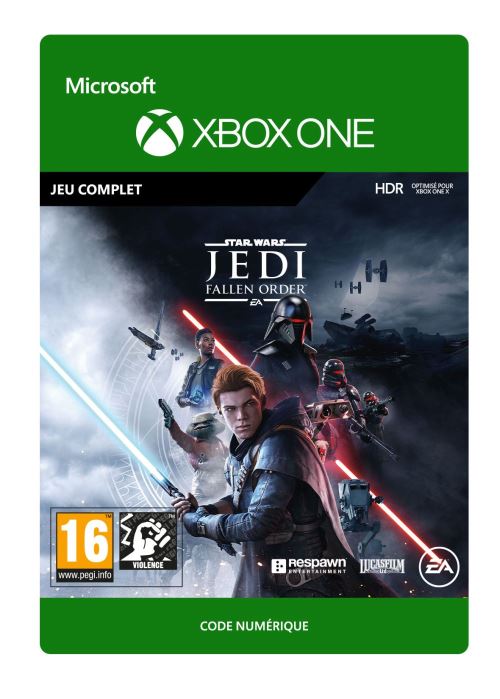 Microsoft
XBOX ONE
JEU COMPLET
HDR
OPTIMISÉ POUR
XBOX ONE X
STAR WARS
JEDI
FALLEN ORDER
EA
16
www.pegi.info
VIOLENCE
respawn
ENTERTAINMENT
LUCASFILM
Ltd
EA
CODE NUMÉRIQUE